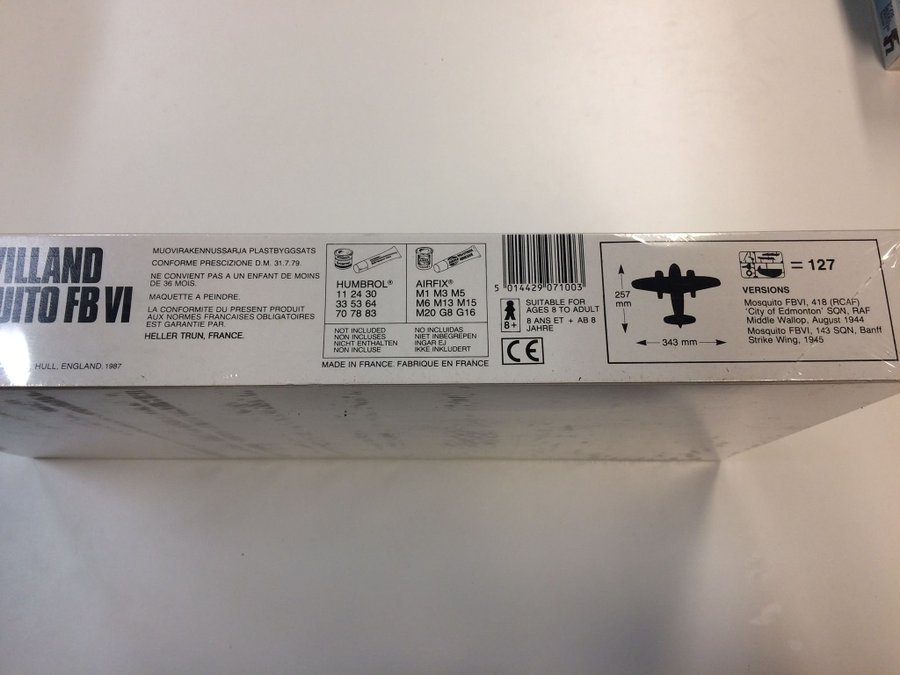 VILLAND
UITO FB VI
HULL, ENGLAND. 1987
MUOVIRAKENNUSSARJA PLASTBYGGSATS
CONFORME PRESCIZIONE D.M. 31.7.79.
NE CONVIENT PAS A UN ENFANT DE MOINS
DE 36 MOIS.
MAQUETTE A PEINDRE.
LA CONFORMITE DU PRESENT PRODUIT
AUX NORMES FRANCAISES OBLIGATOIRES
EST GARANTIE PAR.
HELLER TRUN, FRANCE.
HUMBROL®
11 24 30
33 53 64
70 78 83
AIRFIX®
M1 M3 M5
M6 M13 M15
M20 G8 G16
NOT INCLUDED
NON INCLUSES
NICHT ENTHALTEN
NON INCLUSE
NO INCLUIDAS
NIET INBEGREPEN
INGAR EJ
IKKE INKLUDERT
MADE IN FRANCE. FABRIQUE EN FRANCE
5 014429 071003
8+
SUITABLE FOR
AGES 8 TO ADULT
8 ANS ET + AB 8
JAHRE
CE
257
mm
343 mm
= 127
VERSIONS
Mosquito FBVI, 418 (RCAF)
'City of Edmonton' SQN, RAF
Middle Wallop, August 1944
Mosquito FBVI, 143 SQN, Banff
Strike Wing, 1945